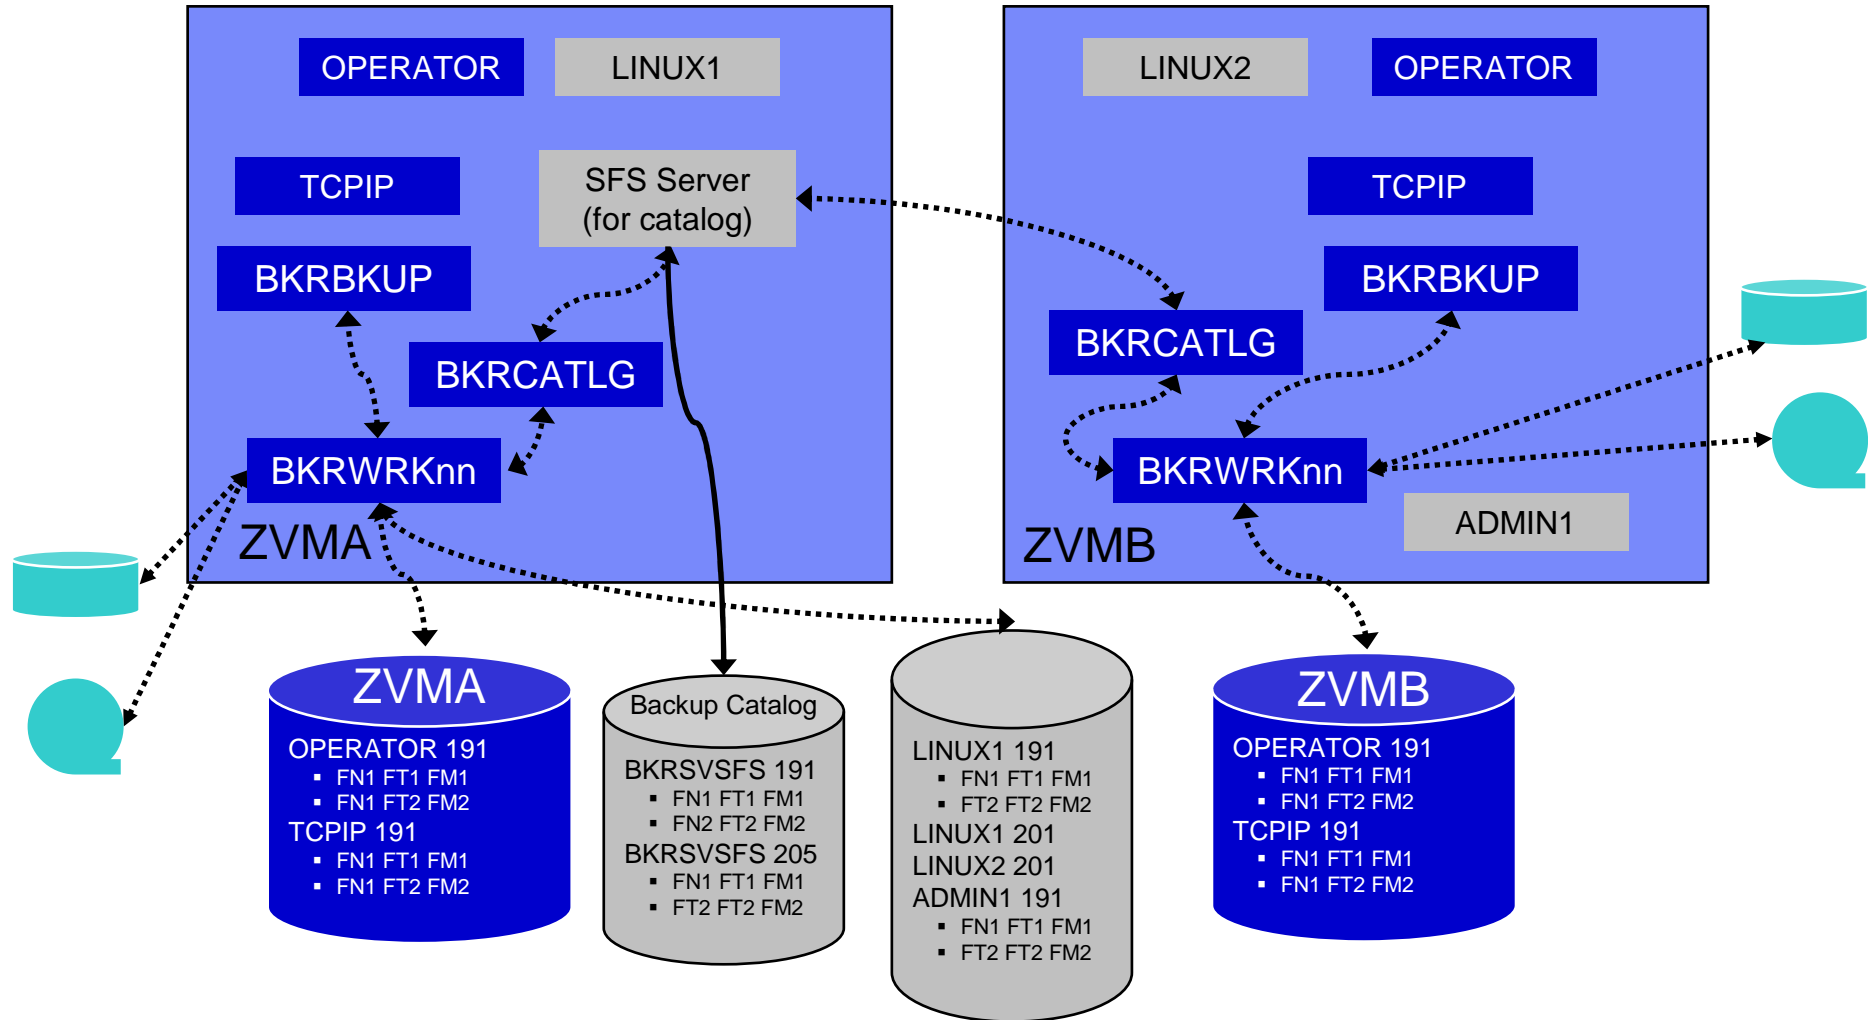 OPERATOR
LINUX1
TCPIP
SFS Server
(for catalog)
BKRBKUP
BKRCATLG
BKRWRKnn
ZVMA
LINUX2
OPERATOR
TCPIP
BKRBKUP
BKRCATLG
BKRWRKnn
ADMIN1
ZVMB
ZVMA
OPERATOR 191
▪ FN1 FT1 FM1
▪ FN1 FT2 FM2
TCPIP 191
▪ FN1 FT1 FM1
▪ FN1 FT2 FM2
Backup Catalog
BKRSVSFS 191
▪ FN1 FT1 FM1
▪ FN2 FT2 FM2
BKRSVSFS 205
▪ FN1 FT1 FM1
▪ FT2 FT2 FM2
LINUX1 191
▪ FN1 FT1 FM1
▪ FT2 FT2 FM2
LINUX1 201
LINUX2 201
ADMIN1 191
▪ FN1 FT1 FM1
▪ FT2 FT2 FM2
ZVMB
OPERATOR 191
▪ FN1 FT1 FM1
▪ FN1 FT2 FM2
TCPIP 191
▪ FN1 FT1 FM1
▪ FN1 FT2 FM2